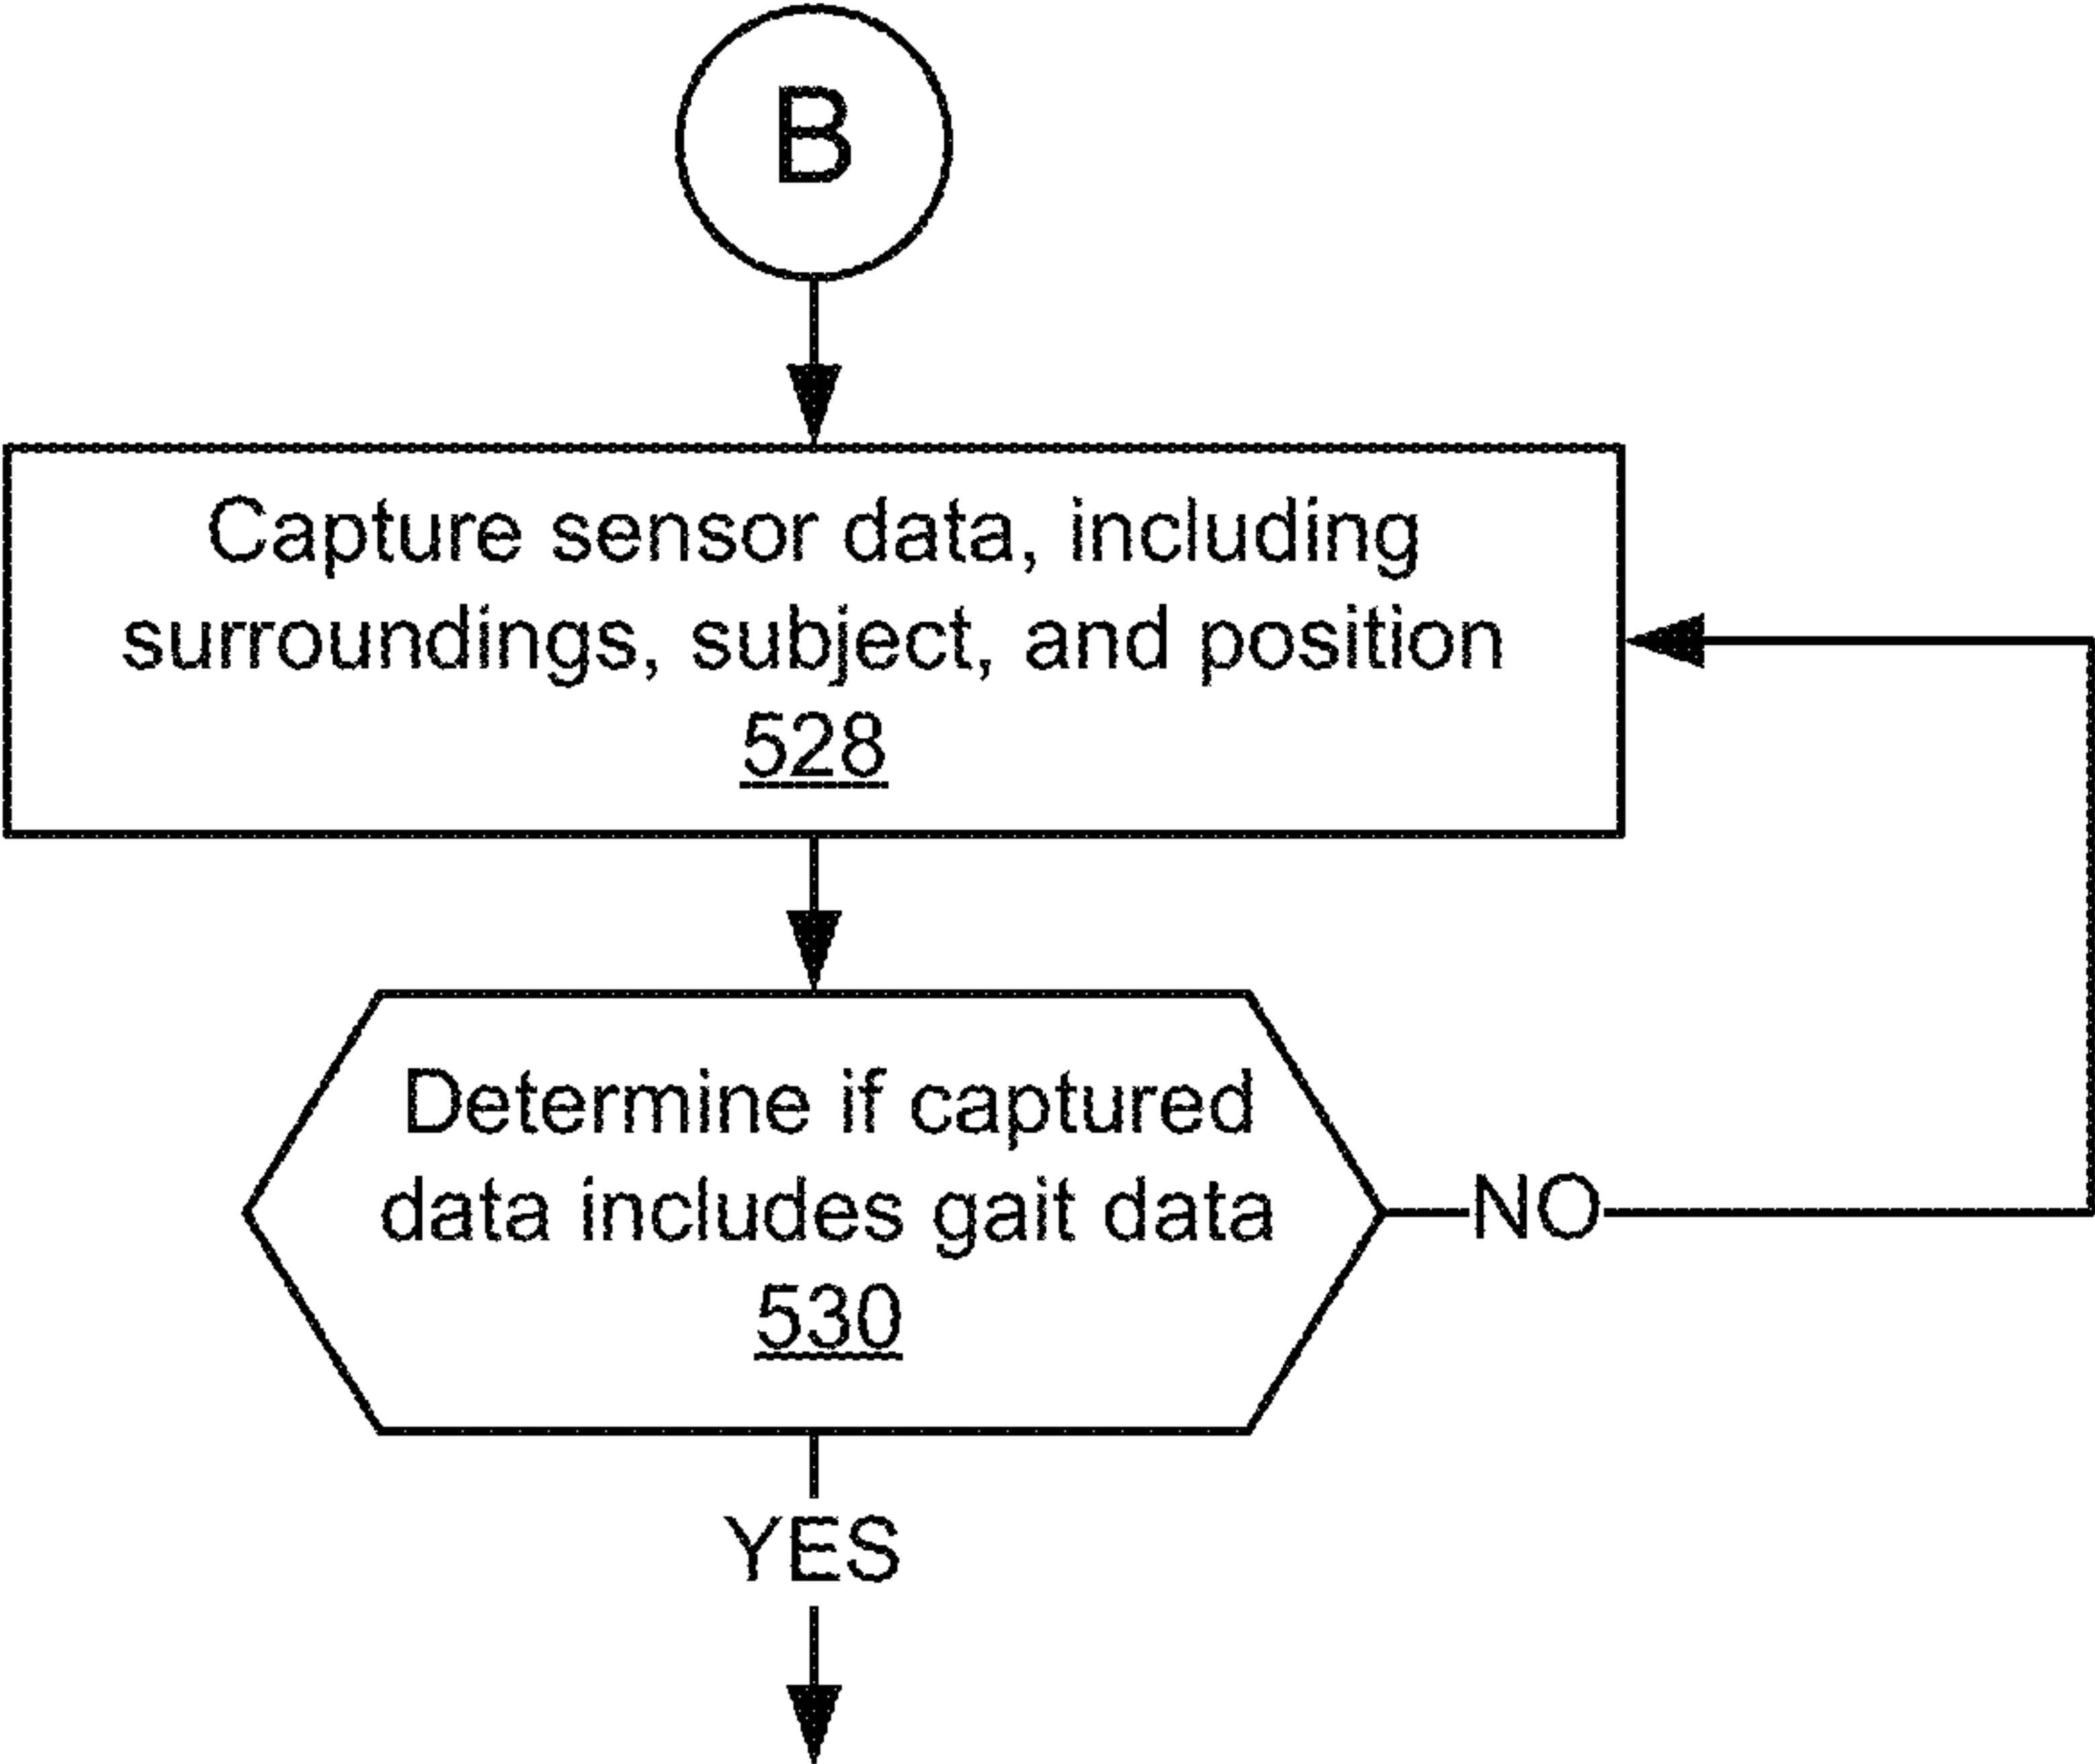 B
Capture sensor data, including
surroundings, subject, and position
528
Determine if captured
data includes gait data
530
NO
YES